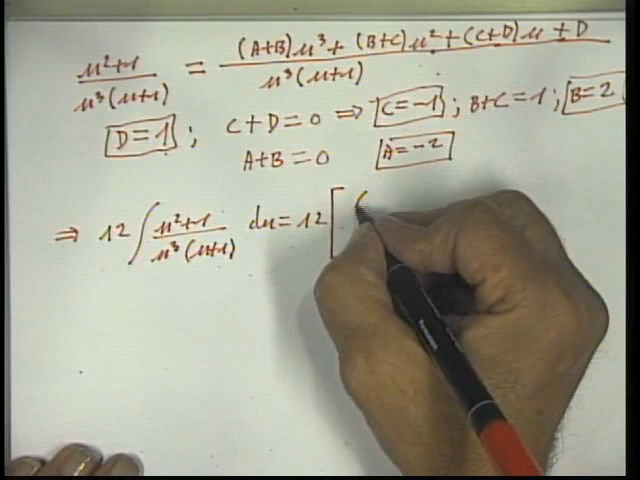 u²+1 / u³(u+1) = (A+B)u³ + (B+C)u² + (C+D)u + D / u³(u+1)
D=1 ; C+D=0 ⇒ C=-1 ; B+C=1 ; B=2
A+B=0 A=-2
⇒ 12 ∫ u²+1 / u³(u+1) du = 12 [